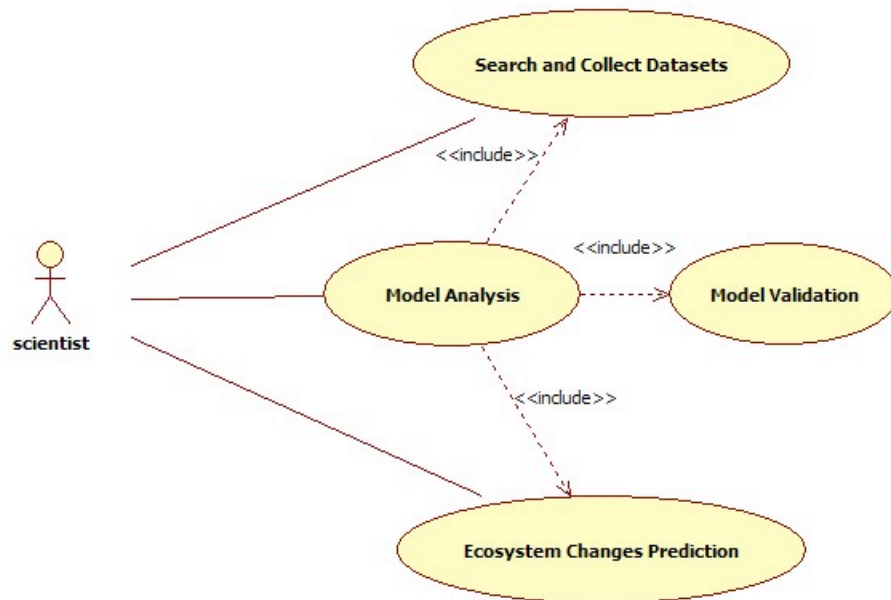 Search and Collect Datasets
<<include>>
<<include>>
Model Analysis
Model Validation
scientist
<<include>>
Ecosystem Changes Prediction